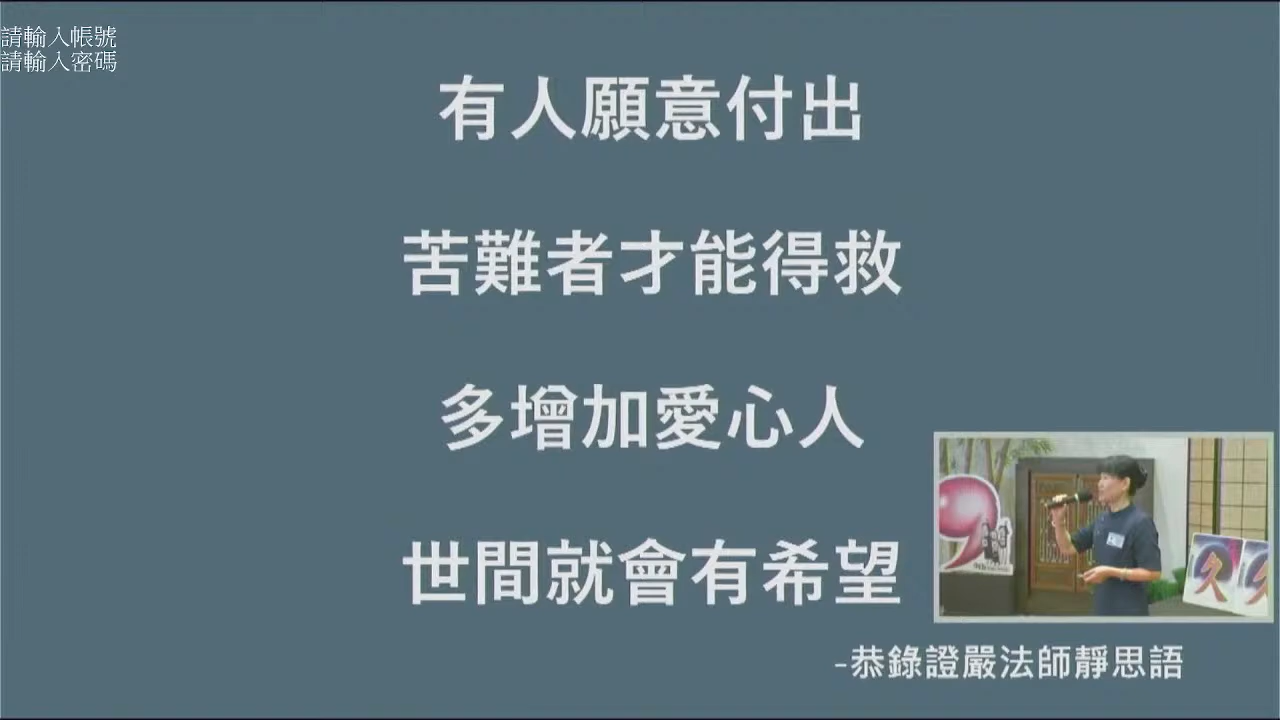 請輸入帳號
請輸入密碼
有人願意付出
苦難者才能得救
多增加愛心人
世間就會有希望
-恭錄證嚴法師靜思語
久
久